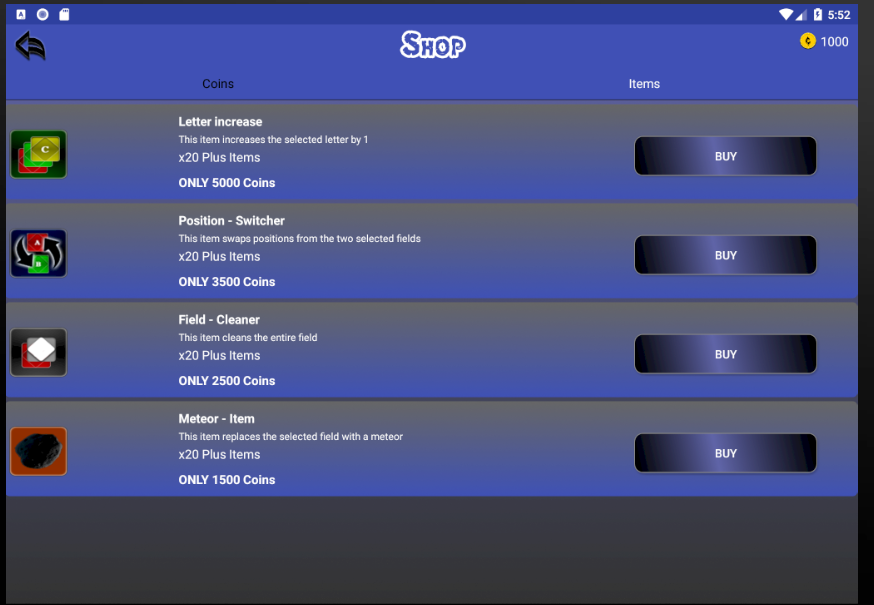 5:52
Shop
1000
Coins
Items
Letter increase
This item increases the selected letter by 1
x20 Plus Items
ONLY 5000 Coins
BUY
C
Position - Switcher
This item swaps positions from the two selected fields
x20 Plus Items
ONLY 3500 Coins
BUY
A
B
Field - Cleaner
This item cleans the entire field
x20 Plus Items
ONLY 2500 Coins
BUY
Meteor - Item
This item replaces the selected field with a meteor
x20 Plus Items
ONLY 1500 Coins
BUY